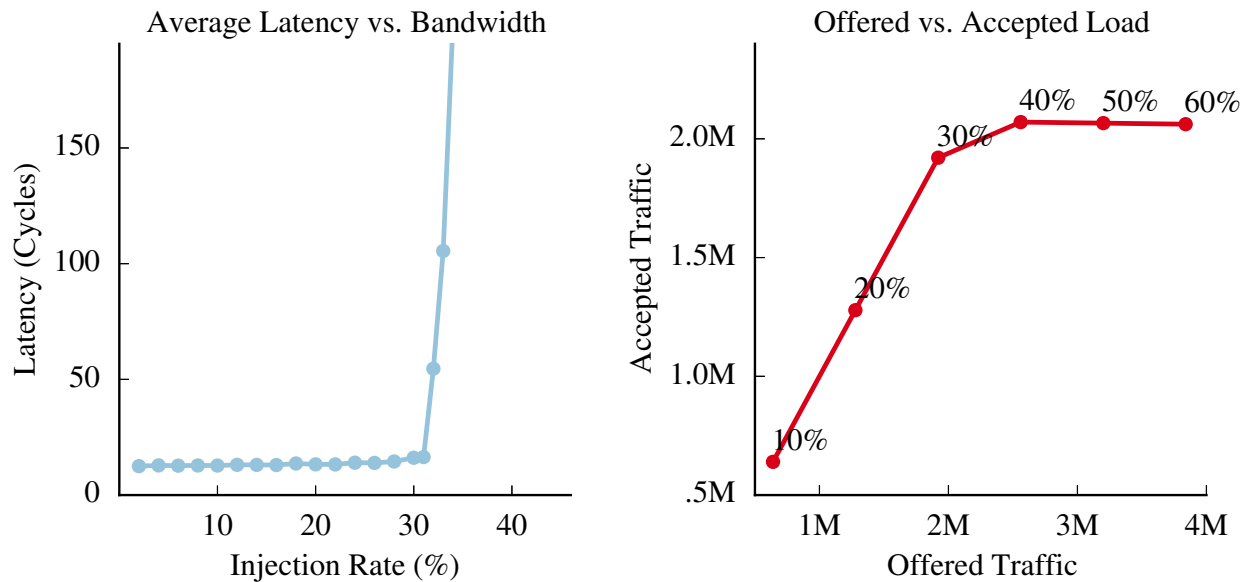 Average Latency vs. Bandwidth
150
100
50
0
10 20 30 40
Latency (Cycles)
Injection Rate (%)
Offered vs. Accepted Load
40% 50% 60%
30%
20%
10%
2.0M
1.5M
1.0M
.5M
1M 2M 3M 4M
Accepted Traffic
Offered Traffic